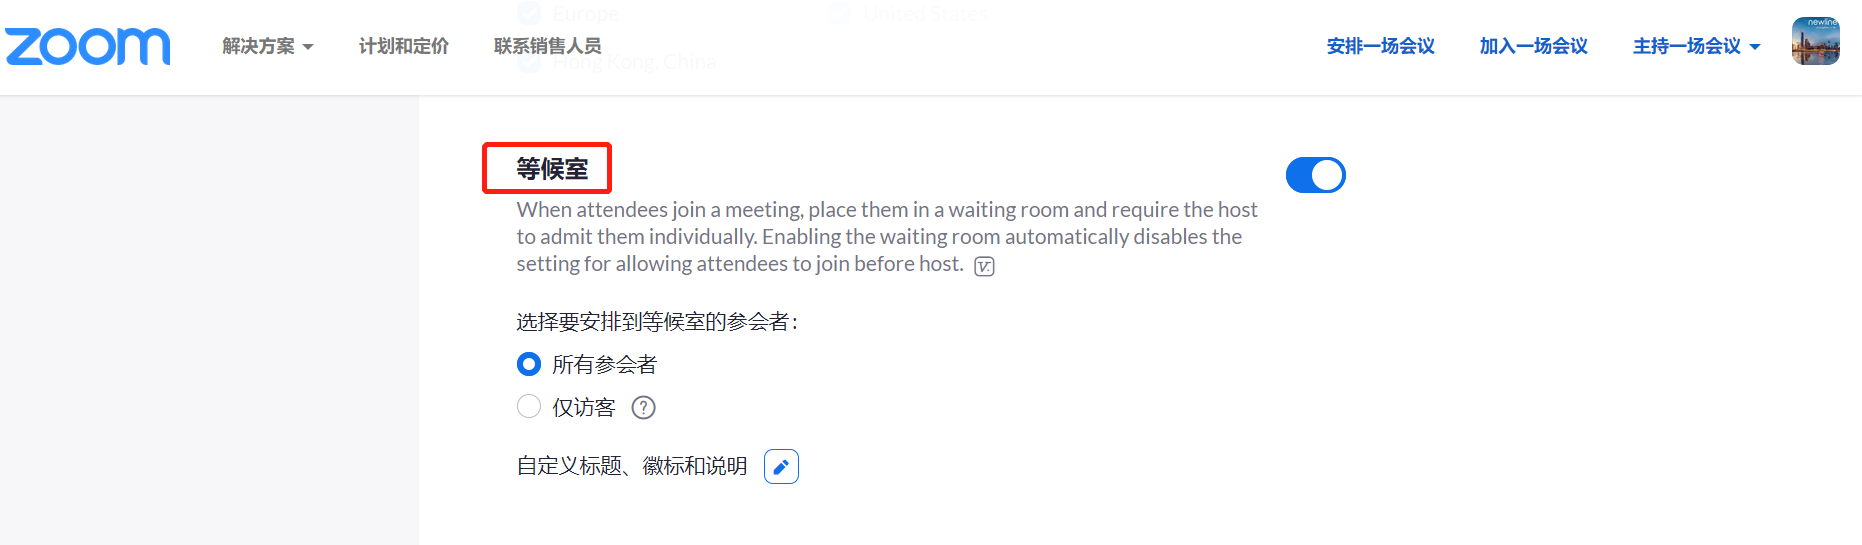 Europe
United States
zoom
解决方案
计划和定价
联系销售人员
安排一场会议
加入一场会议
主持一场会议
newline
Hong Kong, China
等候室
When attendees join a meeting, place them in a waiting room and require the host
to admit them individually. Enabling the waiting room automatically disables the
setting for allowing attendees to join before host.
选择要安排到等候室的参会者：
所有参会者
仅访客
自定义标题、徽标和说明